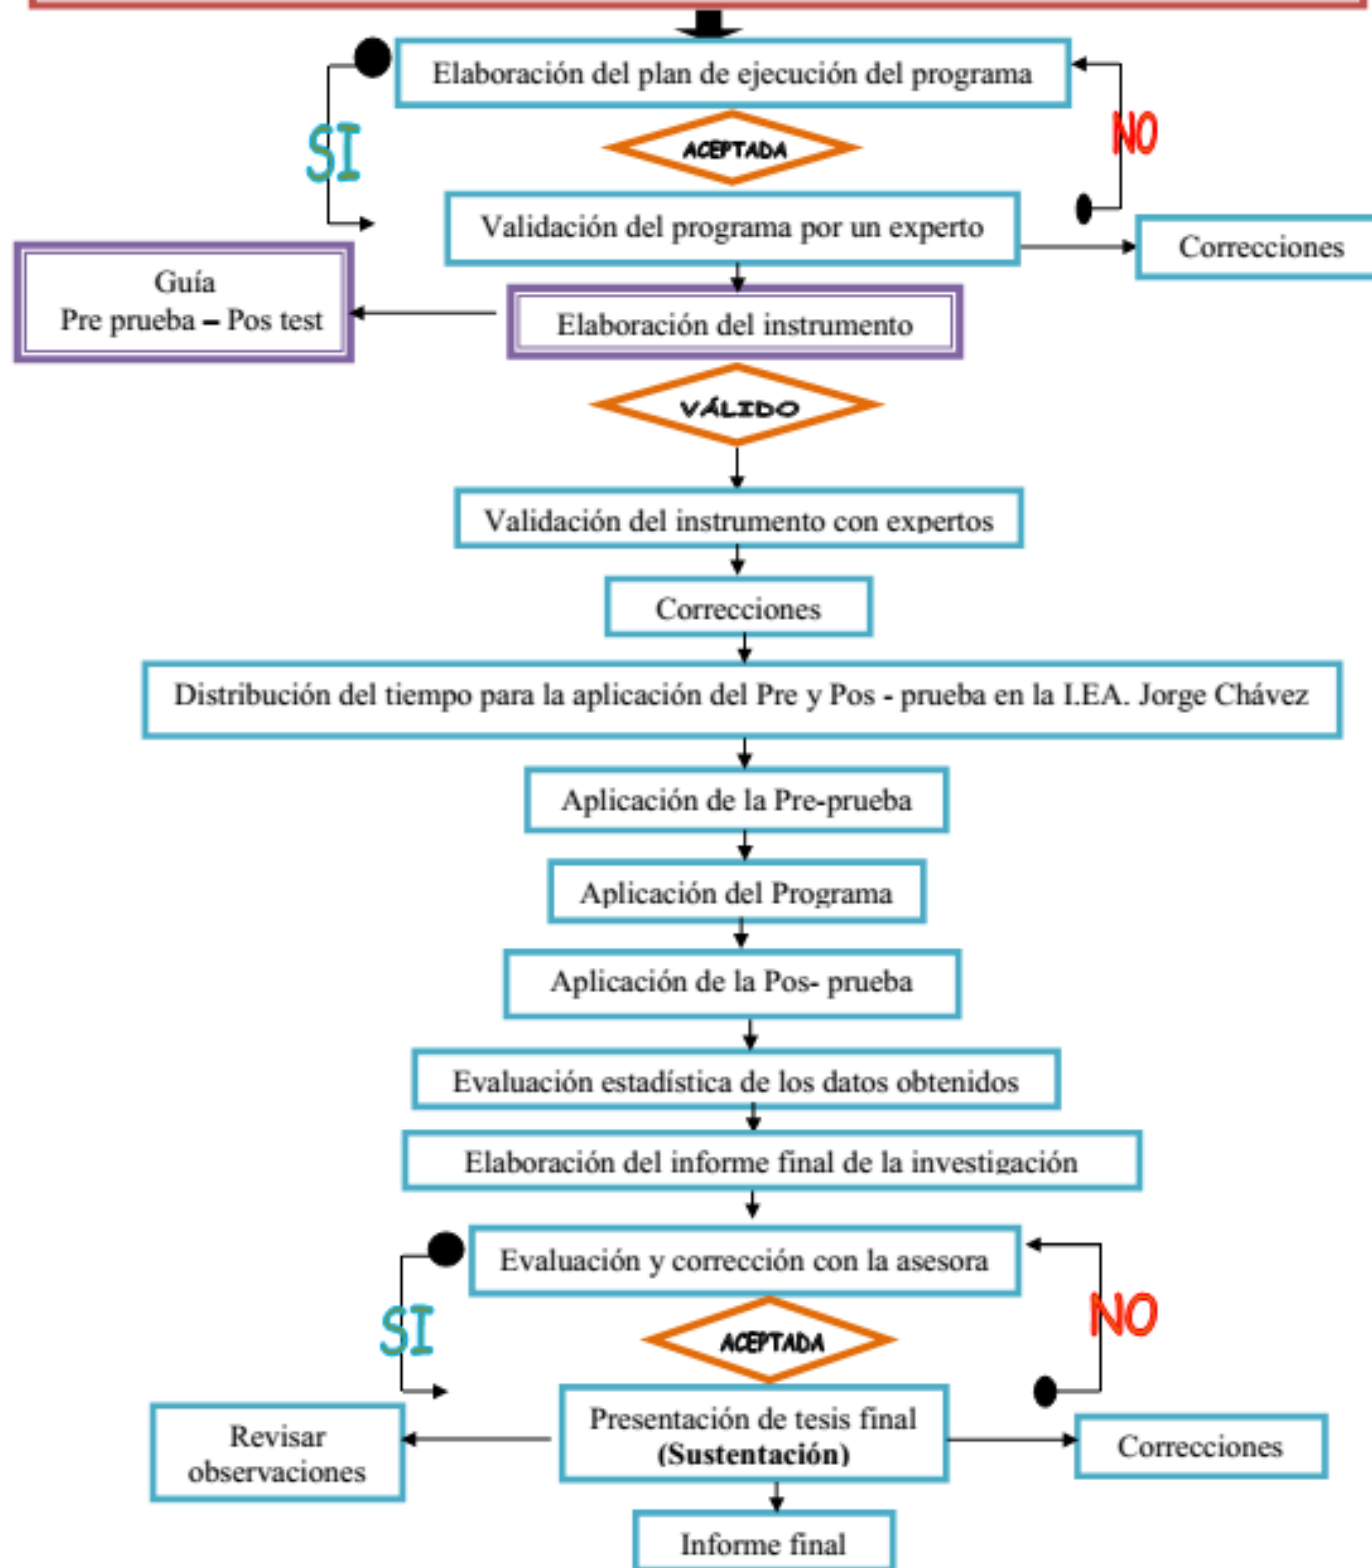 Elaboración del plan de ejecución del programa
SI
NO
ACEPTADA
Validación del programa por un experto
Correcciones
Guía
Pre prueba – Pos test
Elaboración del instrumento
VÁLIDO
Validación del instrumento con expertos
Correcciones
Distribución del tiempo para la aplicación del Pre y Pos - prueba en la I.EA. Jorge Chávez
Aplicación de la Pre-prueba
Aplicación del Programa
Aplicación de la Pos- prueba
Evaluación estadística de los datos obtenidos
Elaboración del informe final de la investigación
Evaluación y corrección con la asesora
SI
NO
ACEPTADA
Presentación de tesis final
(Sustentación)
Revisar
observaciones
Correcciones
Informe final